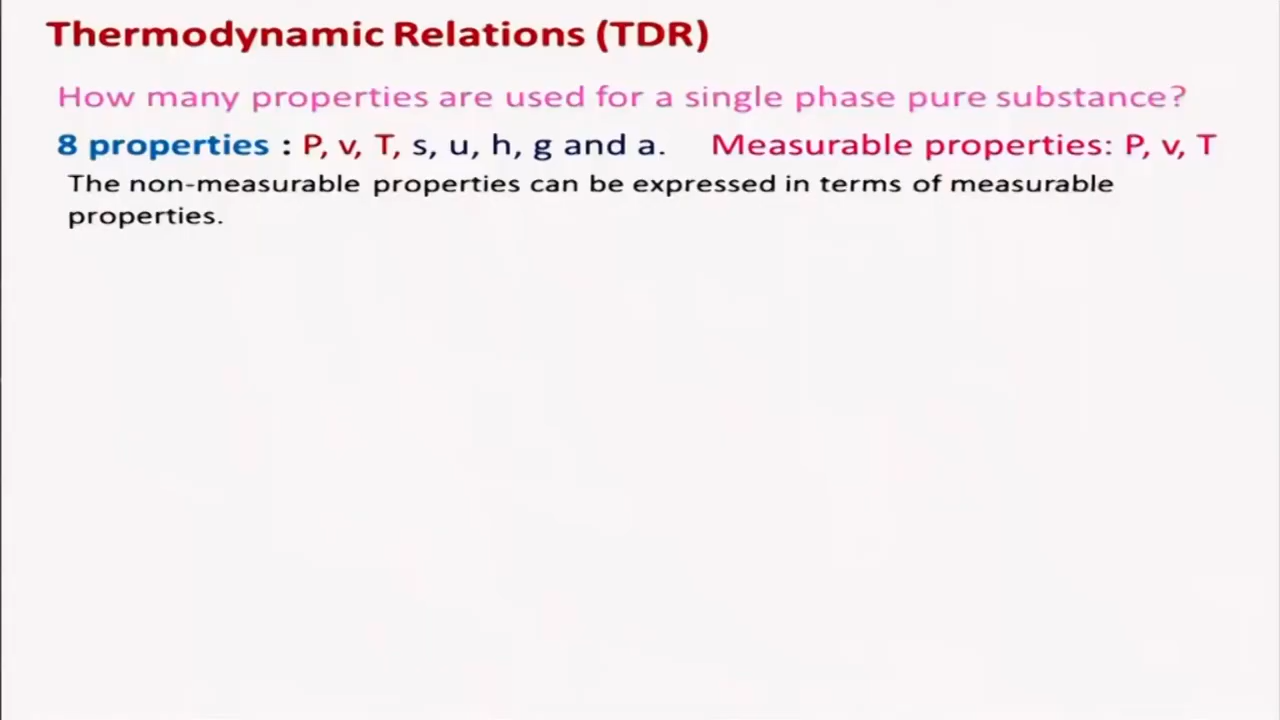 Thermodynamic Relations (TDR)
How many properties are used for a single phase pure substance?
8 properties : P, v, T, s, u, h, g and a. Measurable properties: P, v, T
The non-measurable properties can be expressed in terms of measurable
properties.